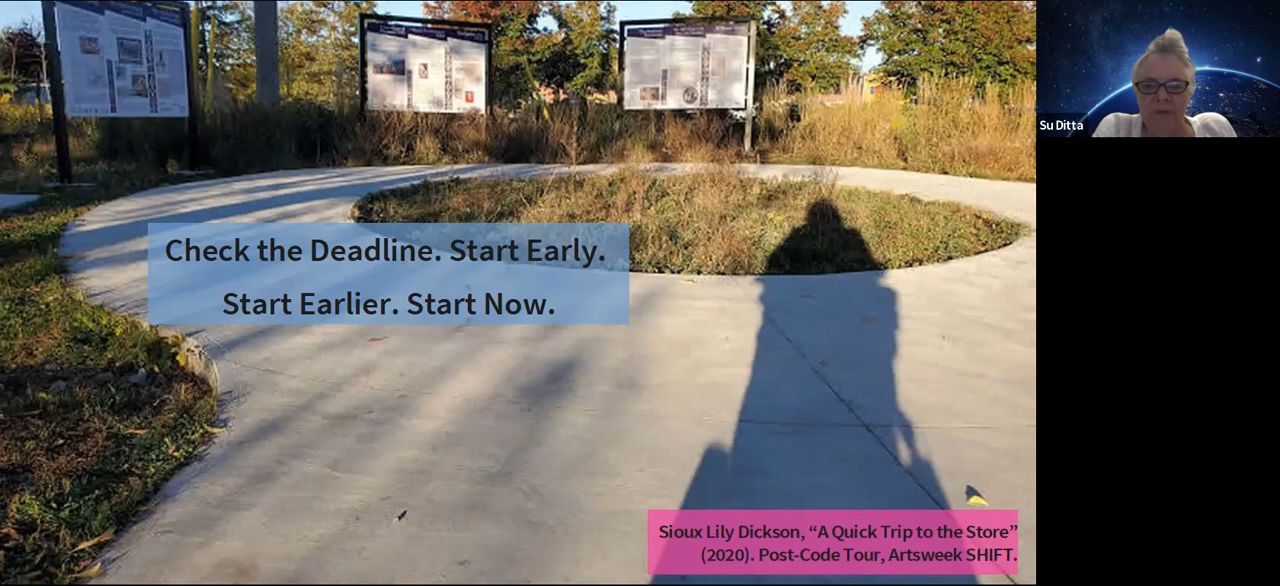 Check the Deadline. Start Early.
Start Earlier. Start Now.
Sioux Lily Dickson, “A Quick Trip to the Store”
(2020). Post-Code Tour, Artsweek SHIFT.
Su Ditta